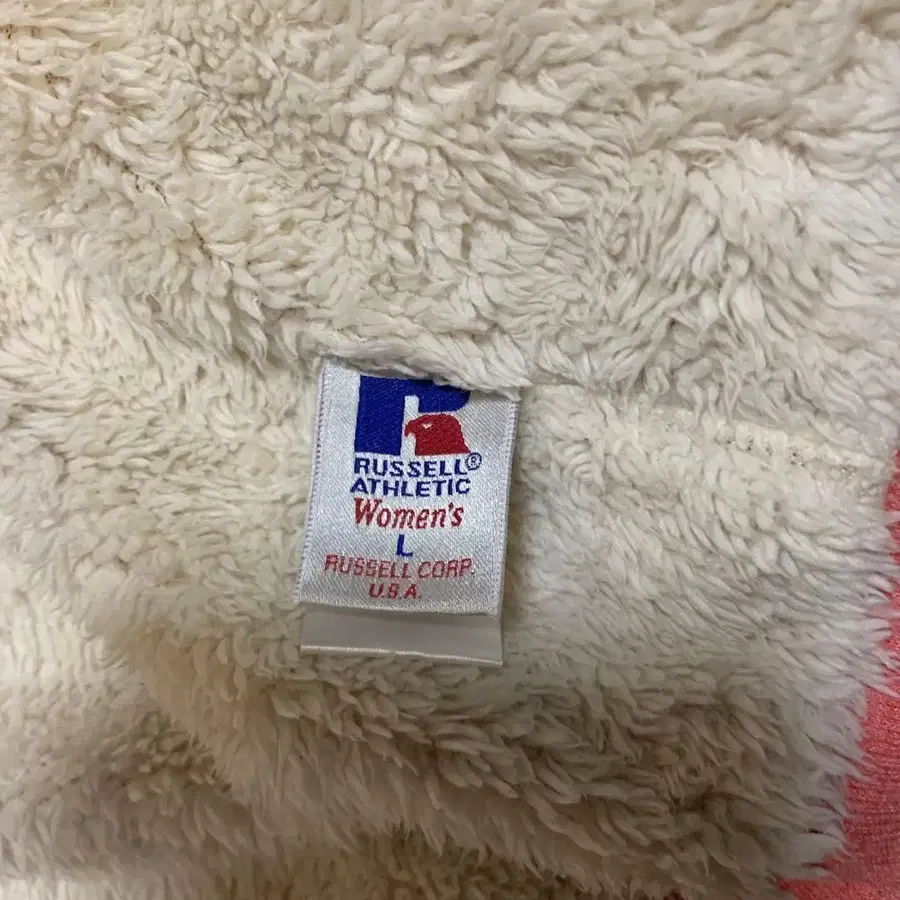 R
RUSSELL®
ATHLETIC
Women's
L
RUSSELL CORP.
U.S.A.